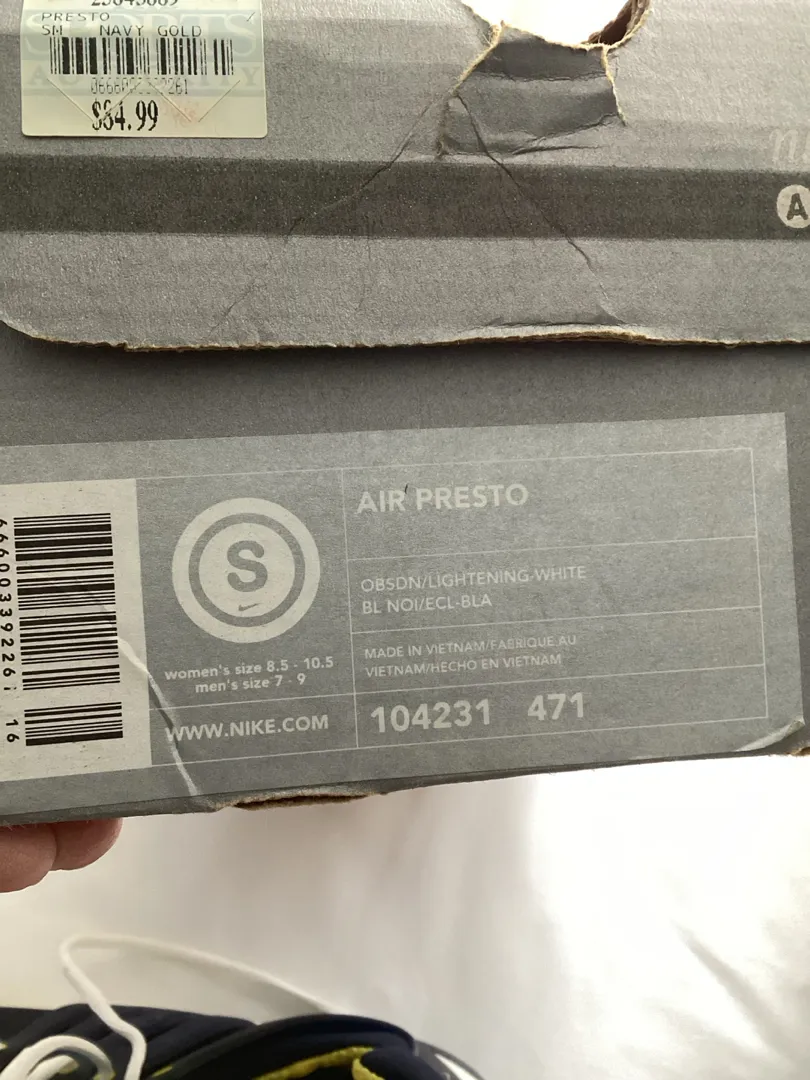 PRESTO
SM NAVY GOLD
$84.99
A
AIR PRESTO
S
OBSDN/LIGHTENING-WHITE
BL NOI/ECL-BLA
MADE IN VIETNAM/FABRIQUE AU
VIETNAM/HECHO EN VIETNAM
women's size 8.5 - 10.5
men's size 7 - 9
WWW.NIKE.COM
104231 471